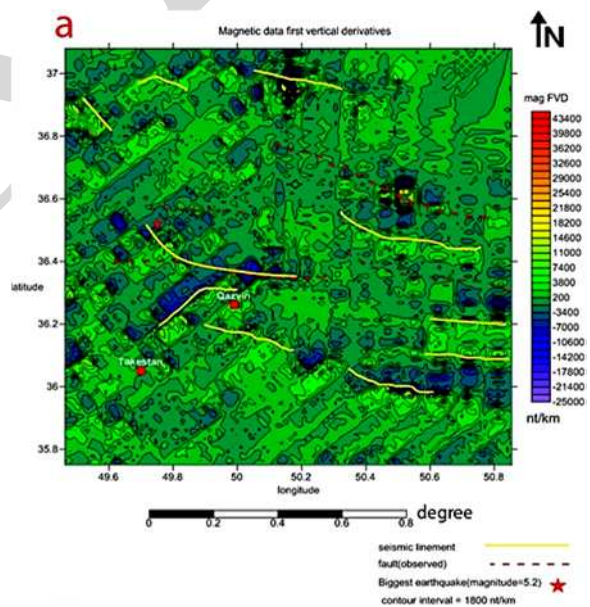 a
Magnetic data first vertical derivatives
N
mag FVD
37
36.8
36.6
36.4
36.2
36
35.8
latitude
Qazvin
Takestan
43400
39800
36200
32600
29000
25400
21800
18200
14600
11000
7400
3800
200
-3400
-7000
-10600
-14200
-17800
-21400
-25000
nt/km
49.6 49.8 50 50.2 50.4 50.6 50.8
longitude
0 0.2 0.4 0.6 0.8
degree
seismic linement
fault(observed)
Biggest earthquake(magnitude=5.2)
contour interval = 1800 nt/km